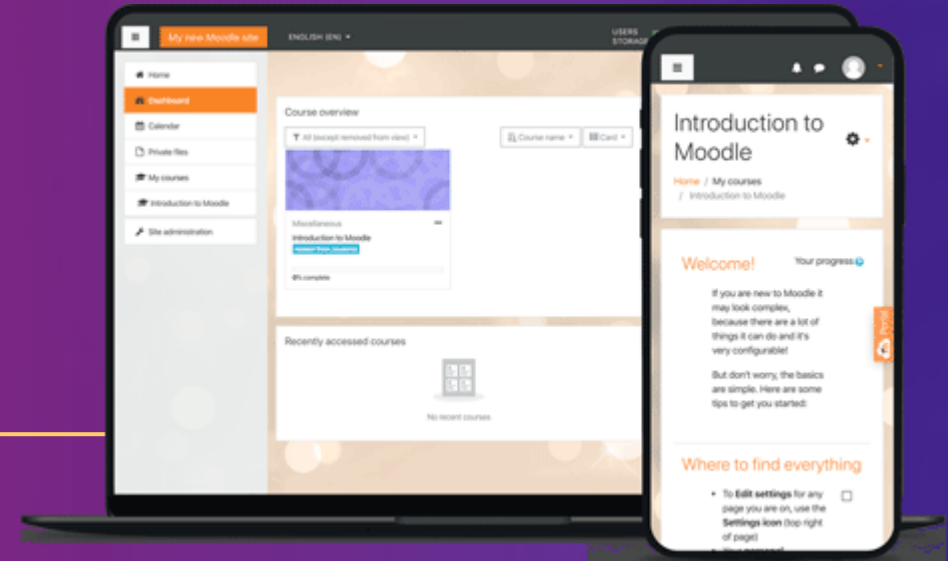 My new Moodle site
ENGLISH (EN)
USERS
STORAGE
Home
Dashboard
Calendar
Private files
My courses
Introduction to Moodle
Site administration
Course overview
All (except removed from view)
Course name
Card
Miscellaneous
Introduction to Moodle
0% complete
Recently accessed courses
No recent courses
Introduction to
Moodle
Home / My courses
/ Introduction to Moodle
Welcome!
Your progress
If you are new to Moodle it
may look complex,
because there are a lot of
things it can do and it's
very configurable!
But don't worry, the basics
are simple. Here are some
tips to get you started:
Portal
Where to find everything
• To Edit settings for any
page you are on, use the
Settings icon (top right
of page)